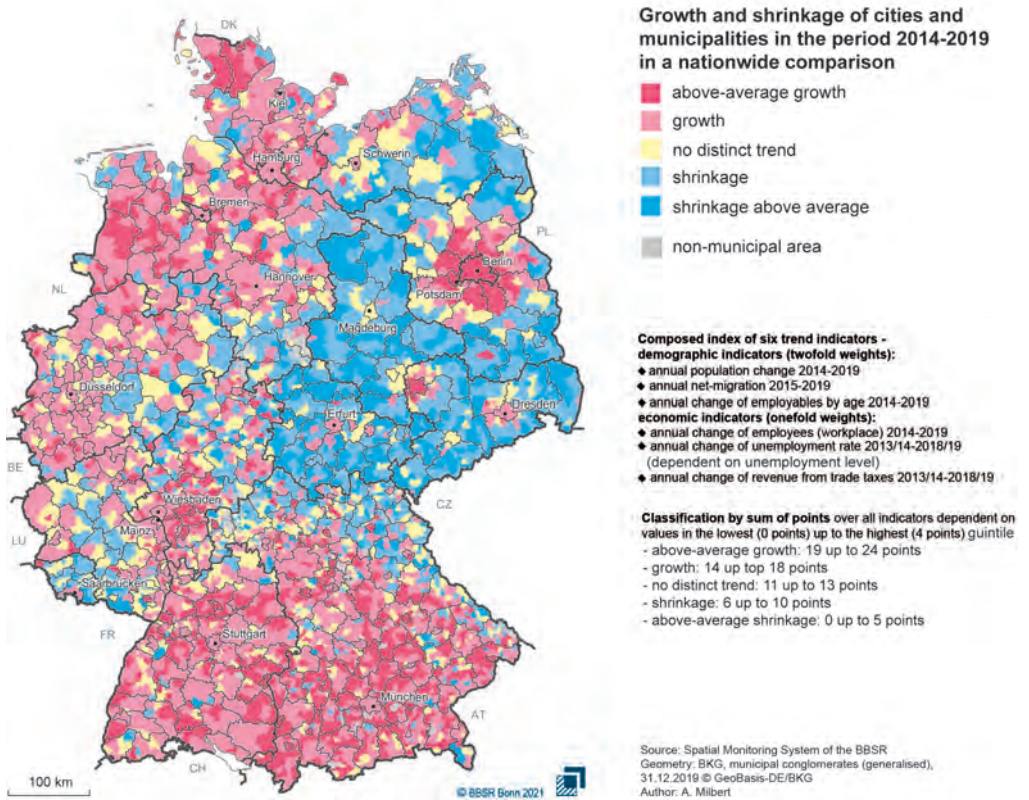 Growth and shrinkage of cities and
municipalities in the period 2014-2019
in a nationwide comparison
above-average growth
growth
no distinct trend
shrinkage
shrinkage above average
non-municipal area
Composed index of six trend indicators -
demographic indicators (twofold weights):
◆ annual population change 2014-2019
◆ annual net-migration 2015-2019
◆ annual change of employables by age 2014-2019
economic indicators (onefold weights):
◆ annual change of employees (workplace) 2014-2019
◆ annual change of unemployment rate 2013/14-2018/19
(dependent on unemployment level)
◆ annual change of revenue from trade taxes 2013/14-2018/19
Classification by sum of points over all indicators dependent on
values in the lowest (0 points) up to the highest (4 points) guintile
- above-average growth: 19 up to 24 points
- growth: 14 up top 18 points
- no distinct trend: 11 up to 13 points
- shrinkage: 6 up to 10 points
- above-average shrinkage: 0 up to 5 points
Source: Spatial Monitoring System of the BBSR
Geometry: BKG, municipal conglomerates (generalised),
31.12.2019 © GeoBasis-DE/BKG
Author: A. Milbert
DK
Kiel
Schwerin
Hamburg
Bremen
PL
Berlin
Hannover
NL
Potsdam
Magdeburg
Düsseldorf
Dresden
Erfurt
BE
Wiesbaden
CZ
Mainz
LU
Saarbrücken
FR
Stuttgart
München
AT
CH
100 km
© BBSR Bonn 2021